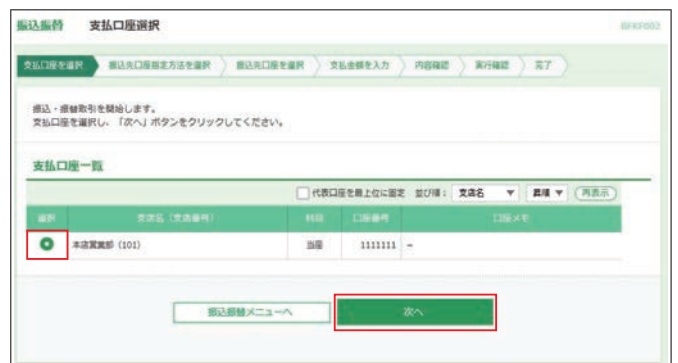 振込振替 支払口座選択 BFKF002
支払口座を選択 振込先口座指定方法を選択 振込先口座を選択 支払金額を入力 内容確認 実行確認 完了
振込・振替取引を開始します。
支払口座を選択し、「次へ」ボタンをクリックしてください。
支払口座一覧
代表口座を最上位に固定 並び順： 支店名 ▼ 昇順 ▼ 再表示
選択 支店名（支店番号） 科目 口座番号 口座メモ
本店営業部（101） 当座 1111111 －
振込振替メニューへ 次へ